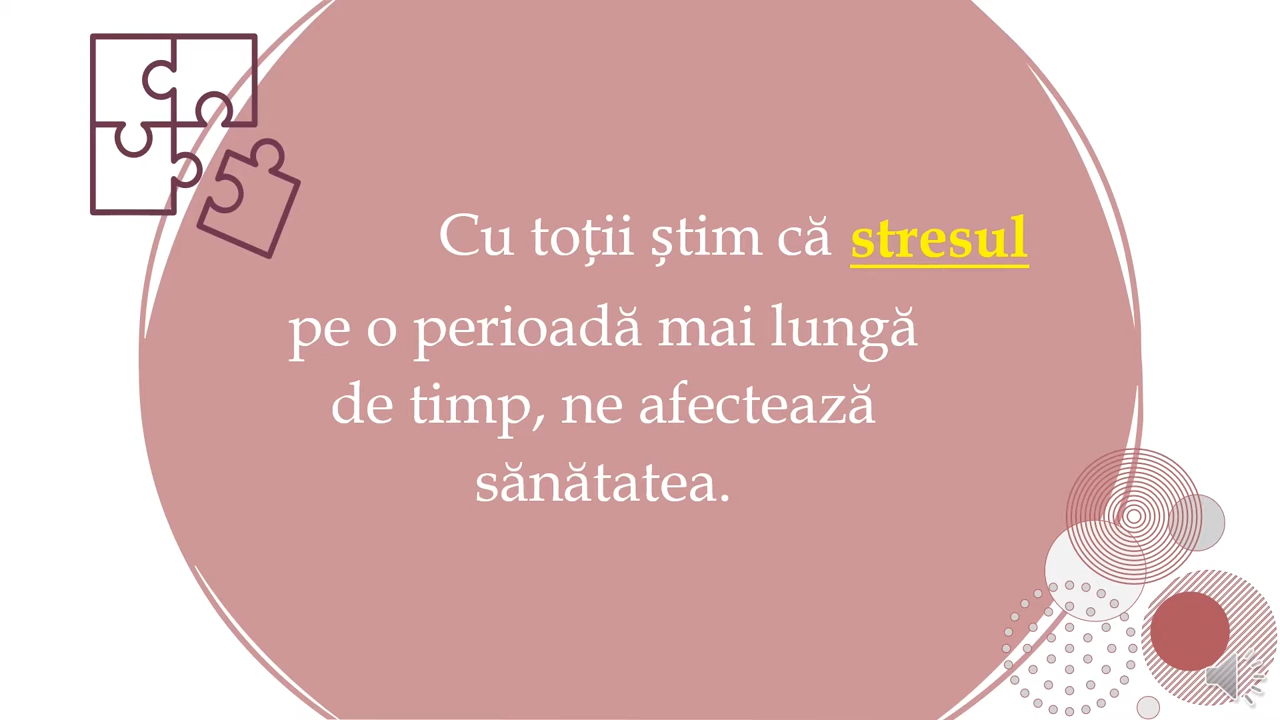 Cu toții știm că stresul
pe o perioadă mai lungă
de timp, ne afectează
sănătatea.